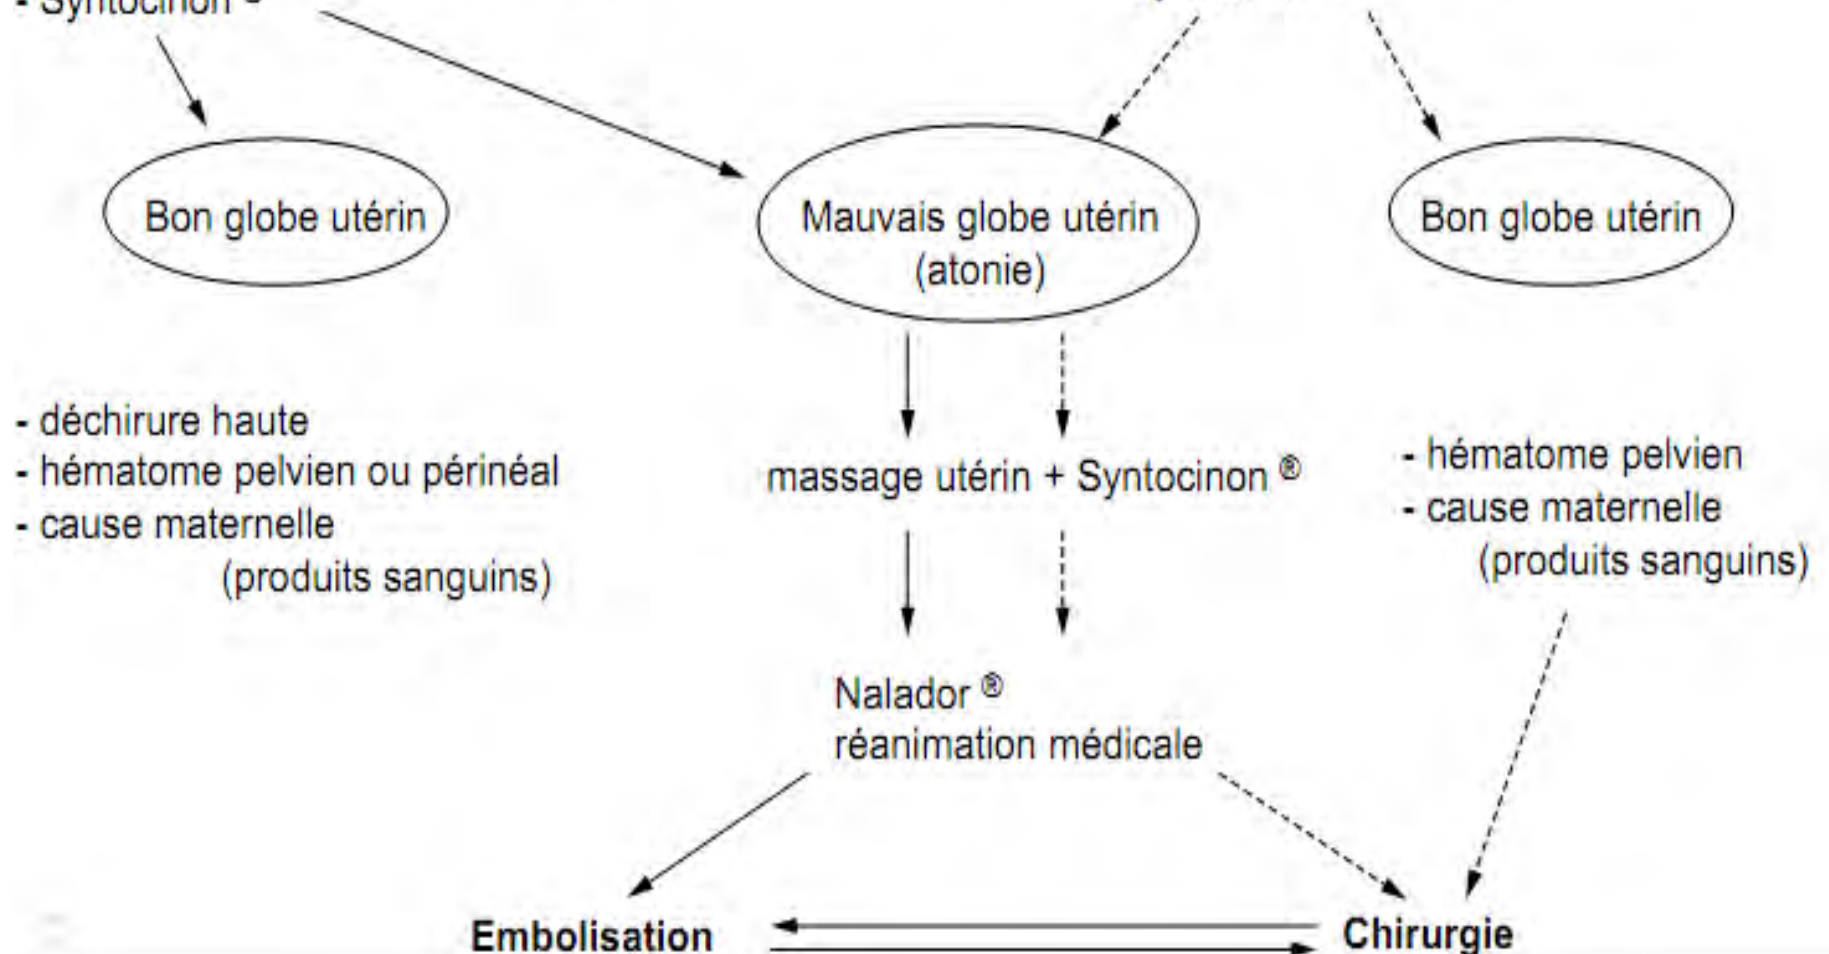 - Syntocinon ®
Bon globe utérin
Mauvais globe utérin
(atonie)
Bon globe utérin
- déchirure haute
- hématome pelvien ou périnéal
- cause maternelle
(produits sanguins)
massage utérin + Syntocinon ®
- hématome pelvien
- cause maternelle
(produits sanguins)
Nalador ®
réanimation médicale
Embolisation
Chirurgie